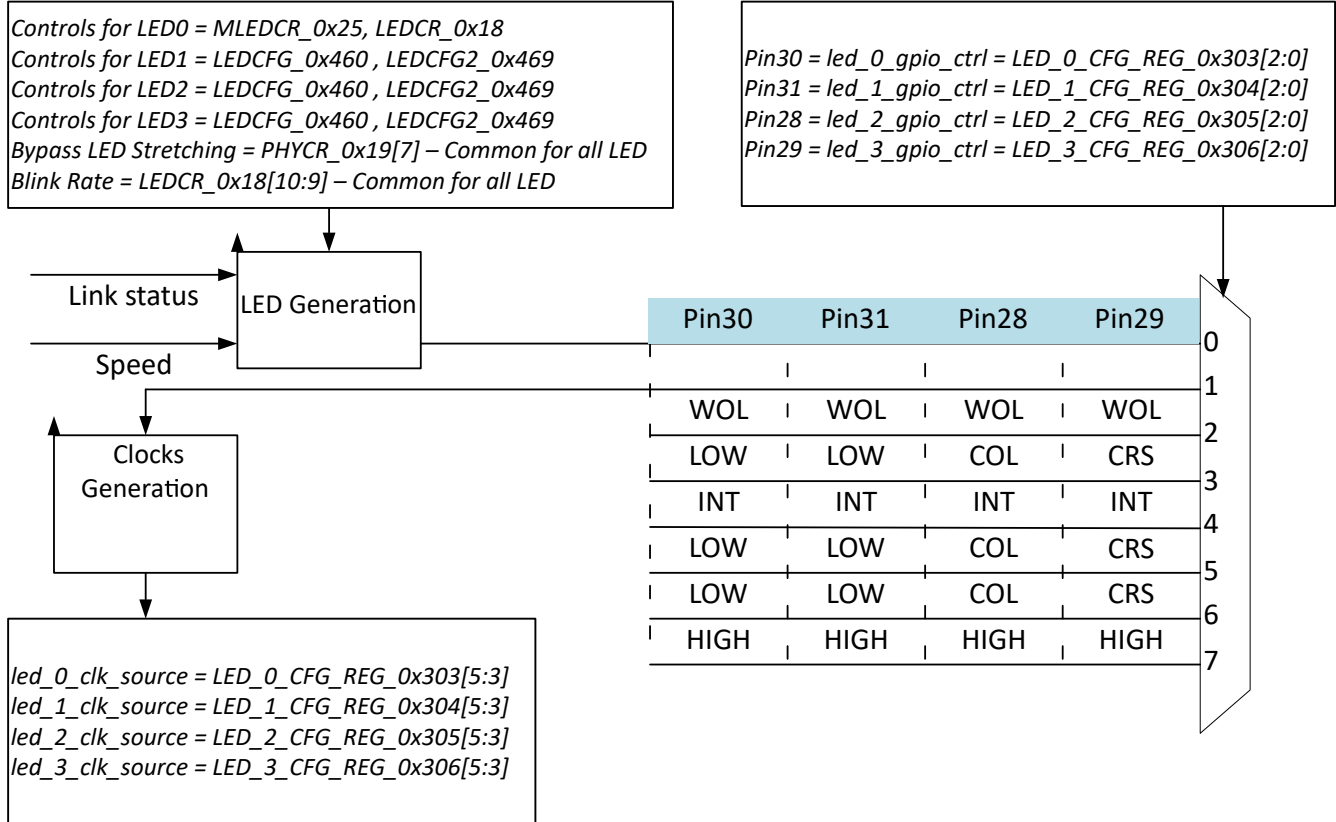 Controls for LED0 = MLEDCR_0x25, LEDCR_0x18
Controls for LED1 = LEDCFG_0x460 , LEDCFG2_0x469
Controls for LED2 = LEDCFG_0x460 , LEDCFG2_0x469
Controls for LED3 = LEDCFG_0x460 , LEDCFG2_0x469
Bypass LED Stretching = PHYCR_0x19[7] – Common for all LED
Blink Rate = LEDCR_0x18[10:9] – Common for all LED
Pin30 = led_0_gpio_ctrl = LED_0_CFG_REG_0x303[2:0]
Pin31 = led_1_gpio_ctrl = LED_1_CFG_REG_0x304[2:0]
Pin28 = led_2_gpio_ctrl = LED_2_CFG_REG_0x305[2:0]
Pin29 = led_3_gpio_ctrl = LED_3_CFG_REG_0x306[2:0]
Link status
LED Generation
Speed
Pin30 Pin31 Pin28 Pin29
0
1
WOL WOL WOL WOL
2
LOW LOW COL CRS
3
INT INT INT INT
4
LOW LOW COL CRS
5
LOW LOW COL CRS
6
HIGH HIGH HIGH HIGH
7
Clocks
Generation
led_0_clk_source = LED_0_CFG_REG_0x303[5:3]
led_1_clk_source = LED_1_CFG_REG_0x304[5:3]
led_2_clk_source = LED_2_CFG_REG_0x305[5:3]
led_3_clk_source = LED_3_CFG_REG_0x306[5:3]